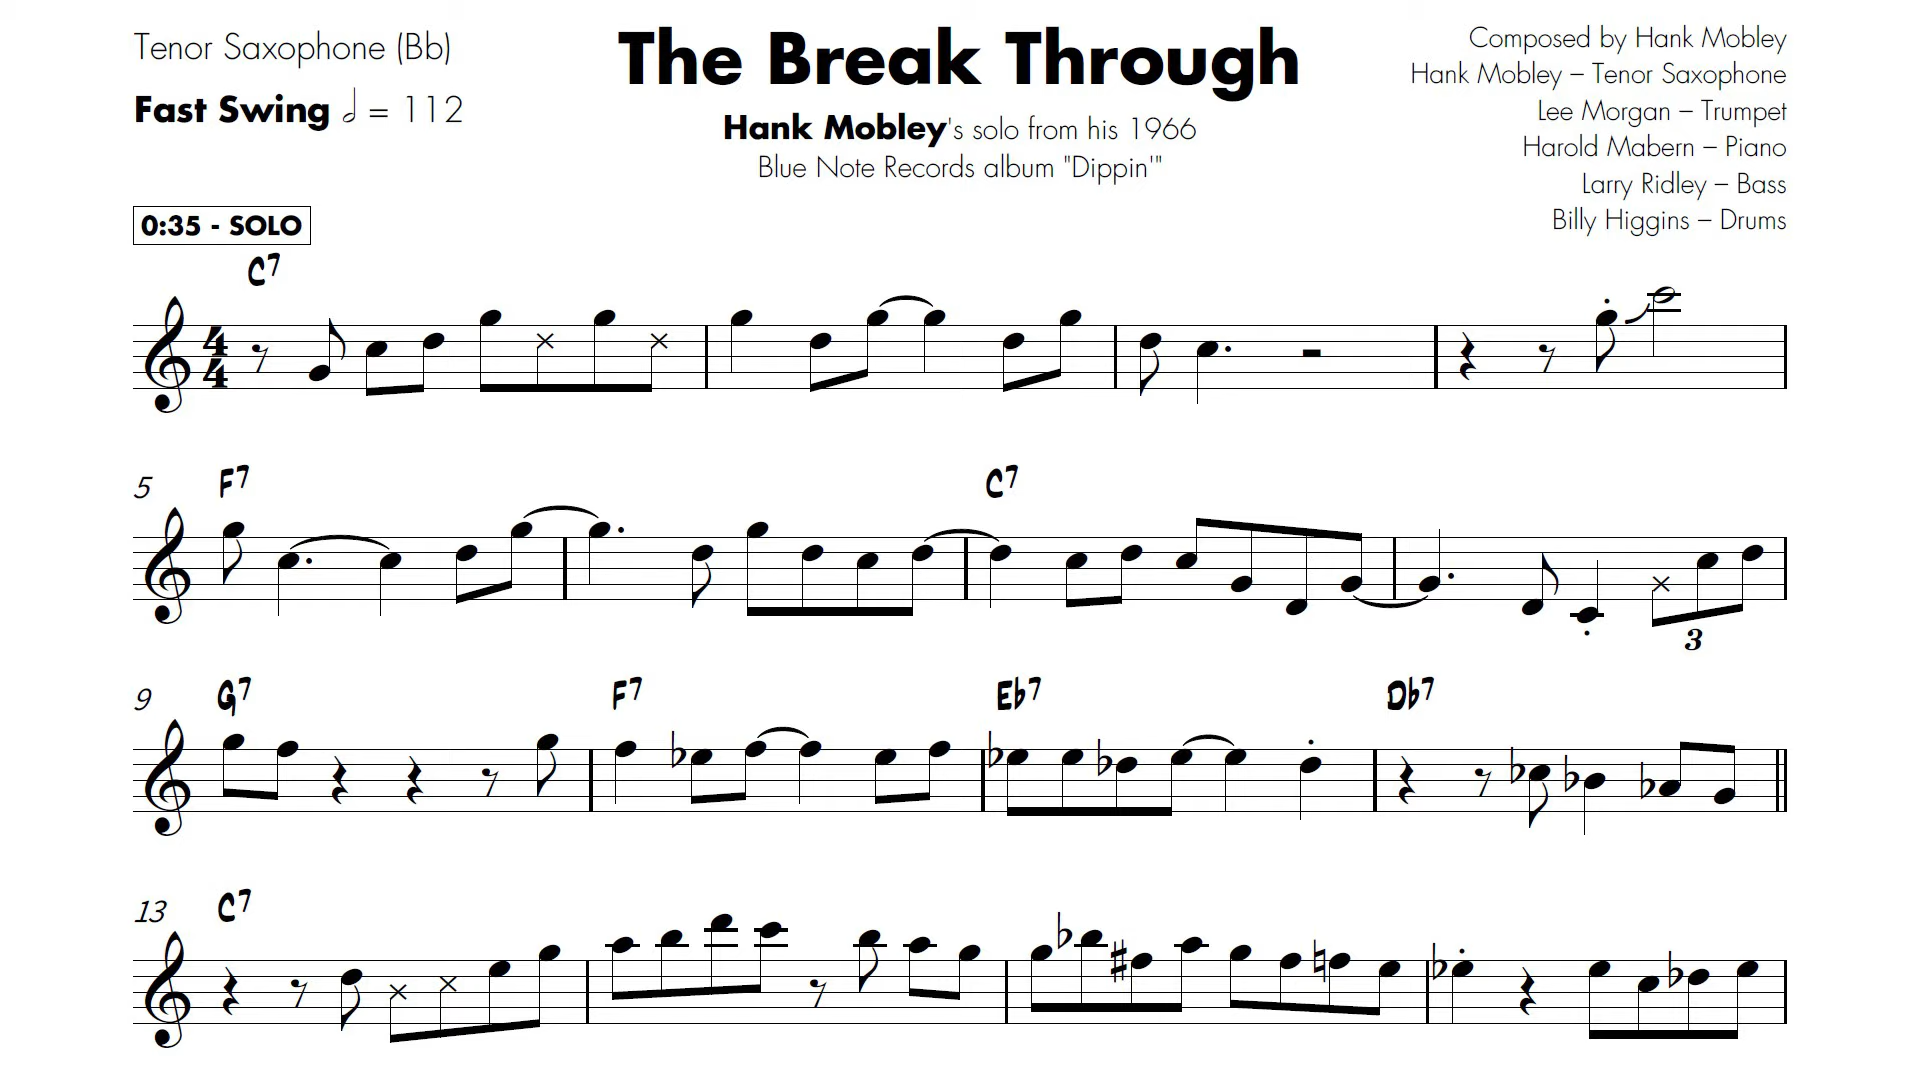 Tenor Saxophone (Bb)
Fast Swing 𝅗𝅥 = 112
The Break Through
Hank Mobley's solo from his 1966
Blue Note Records album "Dippin'"
Composed by Hank Mobley
Hank Mobley – Tenor Saxophone
Lee Morgan – Trumpet
Harold Mabern – Piano
Larry Ridley – Bass
Billy Higgins – Drums
0:35 - SOLO
C7
4
4
5 F7 C7
3
9 G7 F7 Eb7 Db7
13 C7